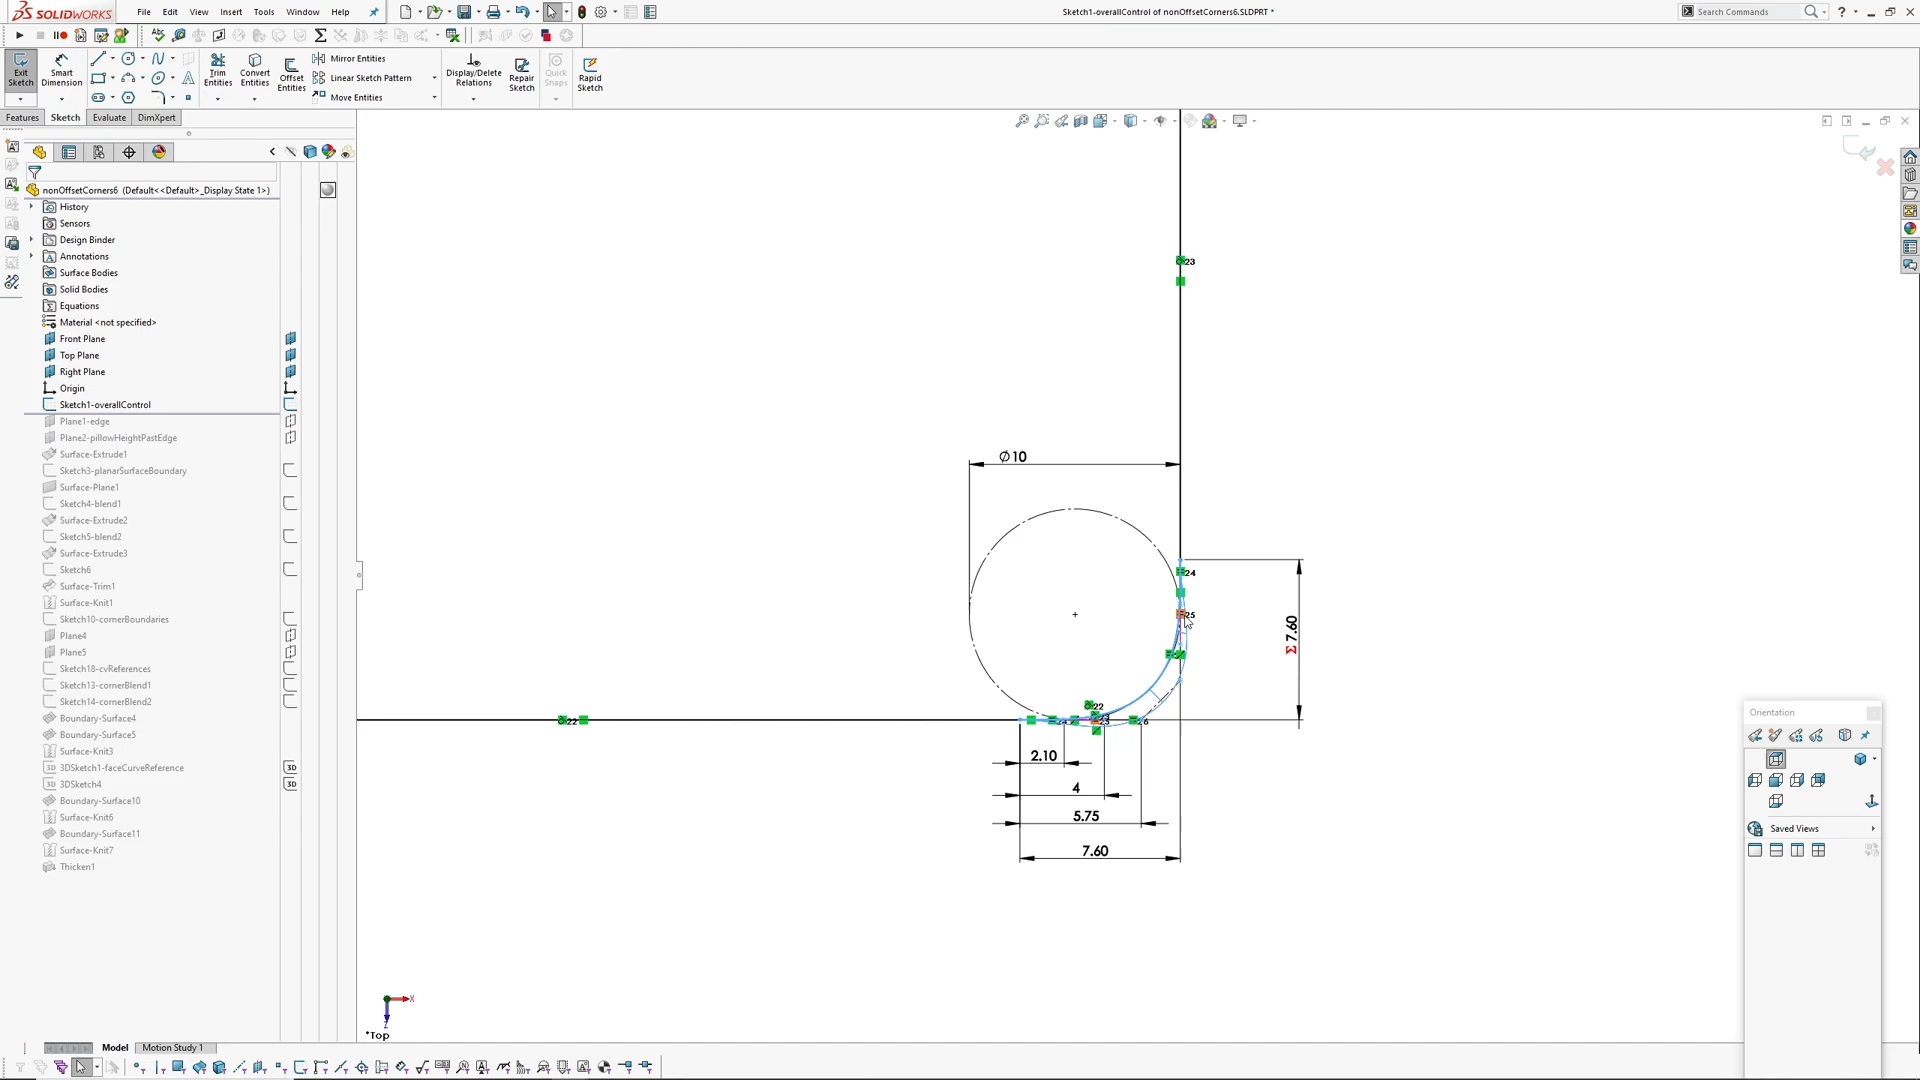 SOLIDWORKS
File
Edit
View
Insert
Tools
Window
Help
Sketch1-overallControl of nonOffsetCorners6.SLDPRT *
Search Commands
Exit Sketch
Smart Dimension
Trim Entities
Convert Entities
Offset Entities
Mirror Entities
Linear Sketch Pattern
Move Entities
Display/Delete Relations
Repair Sketch
Quick Snaps
Rapid Sketch
Features
Sketch
Evaluate
DimXpert
nonOffsetCorners6 (Default<<Default>_Display State 1>)
History
Sensors
Design Binder
Annotations
Surface Bodies
Solid Bodies
Equations
Material <not specified>
Front Plane
Top Plane
Right Plane
Origin
Sketch1-overallControl
Plane1-edge
Plane2-pillowHeightPastEdge
Surface-Extrude1
Sketch3-planarSurfaceBoundary
Surface-Plane1
Sketch4-blend1
Surface-Extrude2
Sketch5-blend2
Surface-Extrude3
Sketch6
Surface-Trim1
Surface-Knit1
Sketch10-cornerBoundaries
Plane4
Plane5
Sketch18-cvReferences
Sketch13-cornerBlend1
Sketch14-cornerBlend2
Boundary-Surface4
Boundary-Surface5
Surface-Knit3
3DSketch1-faceCurveReference
3DSketch4
Boundary-Surface10
Surface-Knit6
Boundary-Surface11
Surface-Knit7
Thicken1
23
∅10
24
25
Σ 7.60
22
22
2.10
4
5.75
7.60
X
Z
*Top
Orientation
Saved Views
Model
Motion Study 1